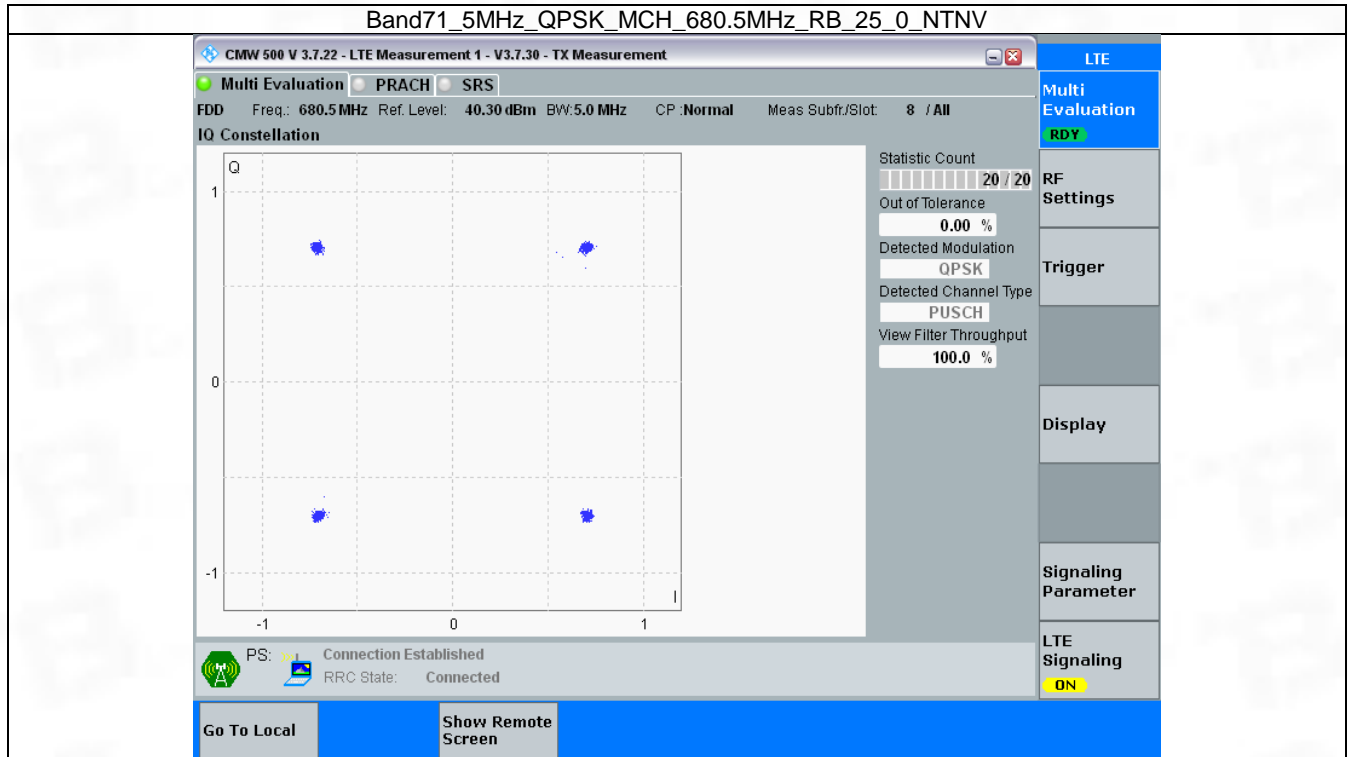 Band71_5MHz_QPSK_MCH_680.5MHz_RB_25_0_NTNV
CMW 500 V 3.7.22 - LTE Measurement 1 - V3.7.30 - TX Measurement
LTE
Multi Evaluation PRACH SRS
Multi
Evaluation
RDY
FDD Freq.: 680.5 MHz Ref. Level: 40.30 dBm BW: 5.0 MHz CP : Normal Meas Subfr./Slot: 8 / All
IQ Constellation
Q
1
0
-1
I
-1 0 1
Statistic Count
20 / 20
Out of Tolerance
0.00 %
Detected Modulation
QPSK
Detected Channel Type
PUSCH
View Filter Throughput
100.0 %
RF
Settings
Trigger
Display
Signaling
Parameter
LTE
Signaling
ON
PS: Connection Established
RRC State: Connected
Go To Local
Show Remote
Screen